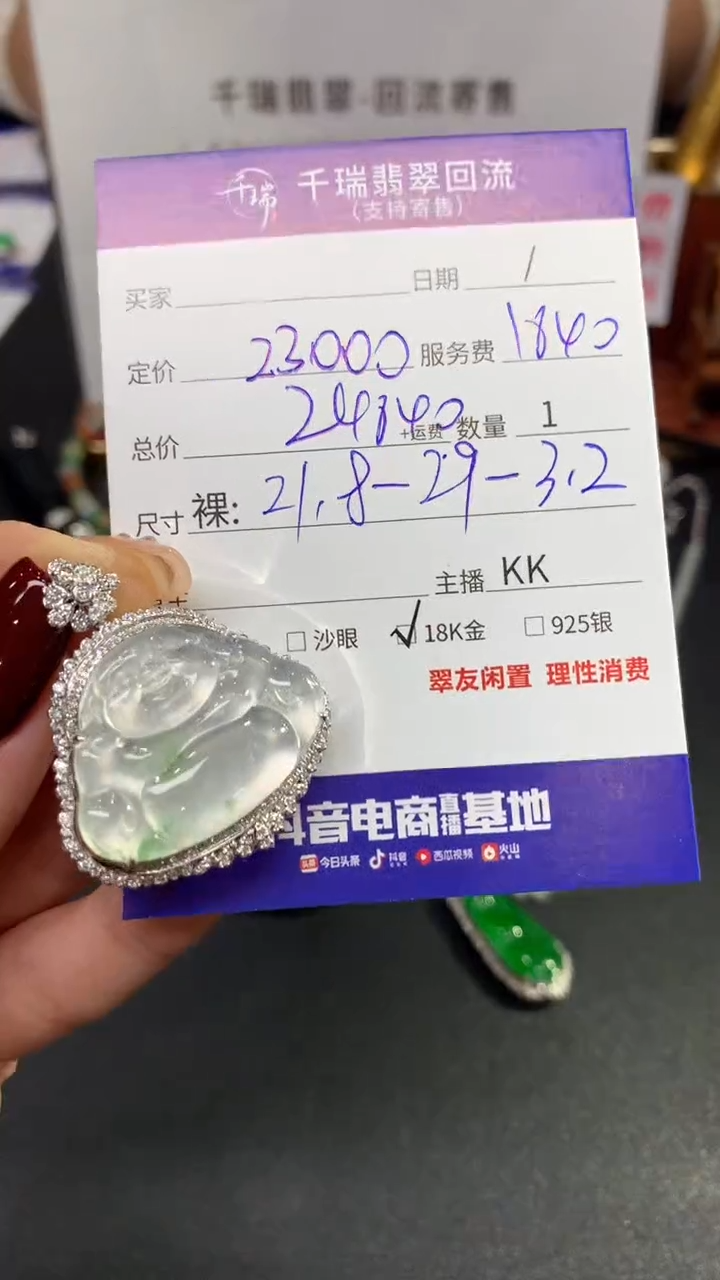 千瑞翡翠-回流寄售
千瑞 千瑞翡翠回流
(支持寄售)
买家 日期 /
定价 23000 服务费 1840
总价 24840 +运费 数量 1
尺寸 裸: 21.8-29-3.2
主播 KK
□ 沙眼 ☑ 18K金 □ 925银
翠友闲置 理性消费
抖音电商直播基地
头条 今日头条 抖音 西瓜视频 火山